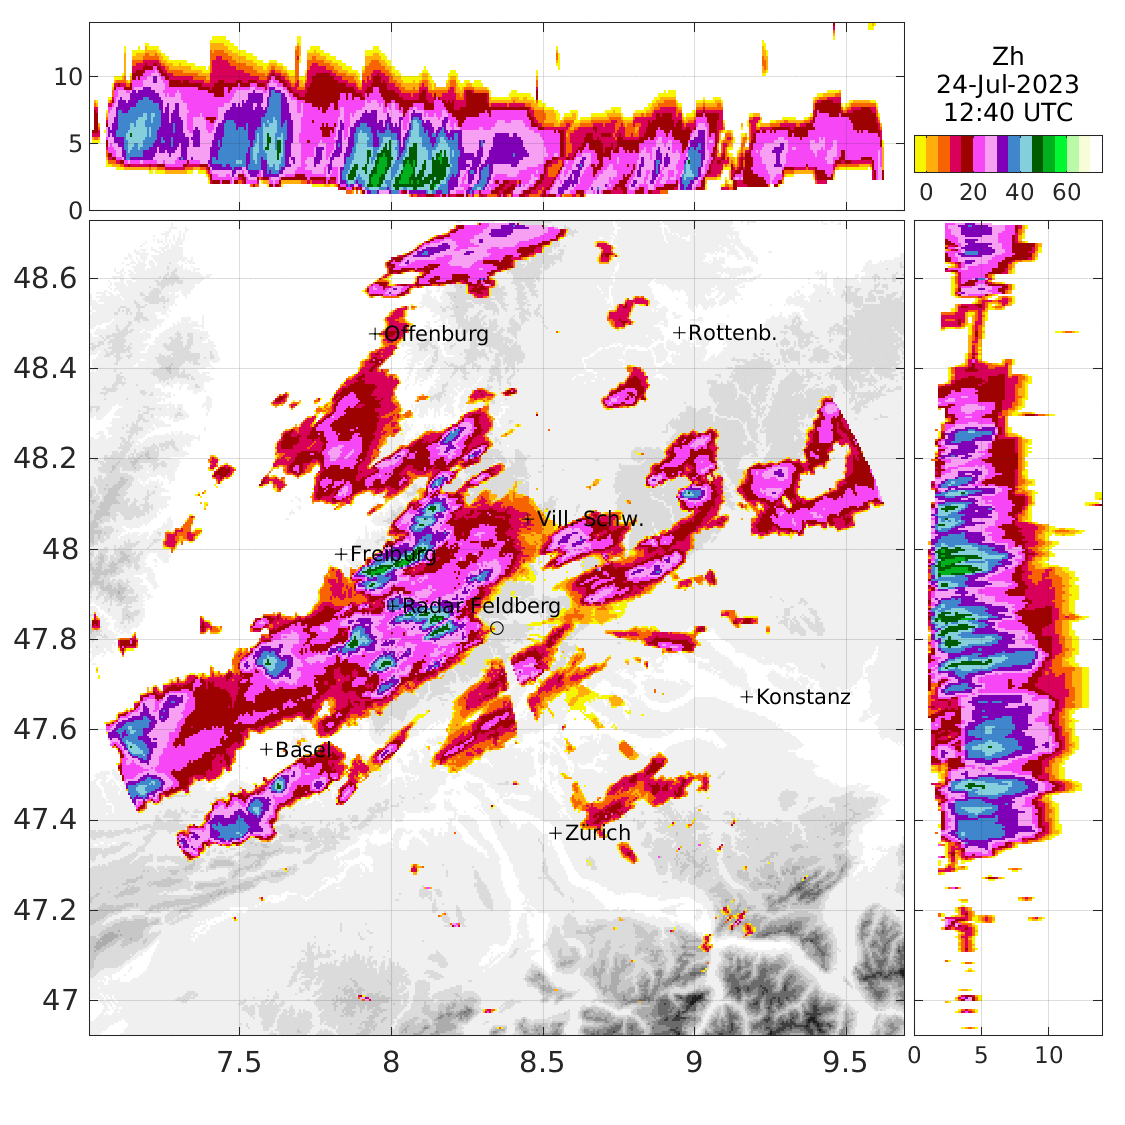 Zh
24-Jul-2023
12:40 UTC
0 20 40 60
10
5
0
48.6
48.4
48.2
48
47.8
47.6
47.4
47.2
47
+Offenburg
+Rottenb.
+Vill.-Schw.
+Freiburg
+Radar Feldberg
+Konstanz
+Basel
+Zurich
7.5 8 8.5 9 9.5
0 5 10